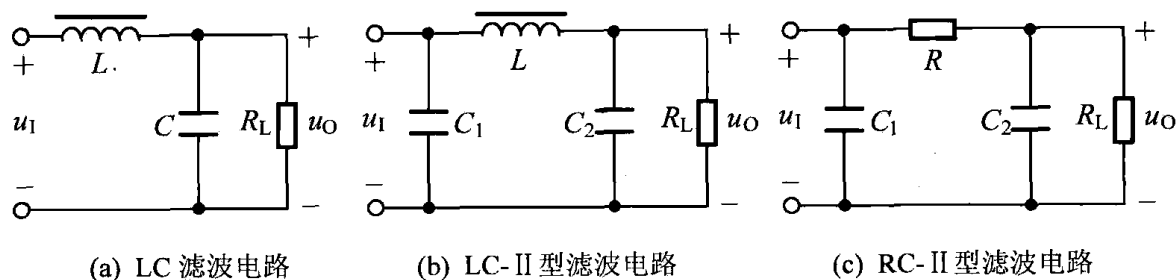 L
+
+
u_I
C
R_L
u_O
−
−
(a) LC 滤波电路
L
+
+
u_I
C_1
C_2
R_L
u_O
−
−
(b) LC-Ⅱ型滤波电路
R
+
+
u_I
C_1
C_2
R_L
u_O
−
−
(c) RC-Ⅱ型滤波电路